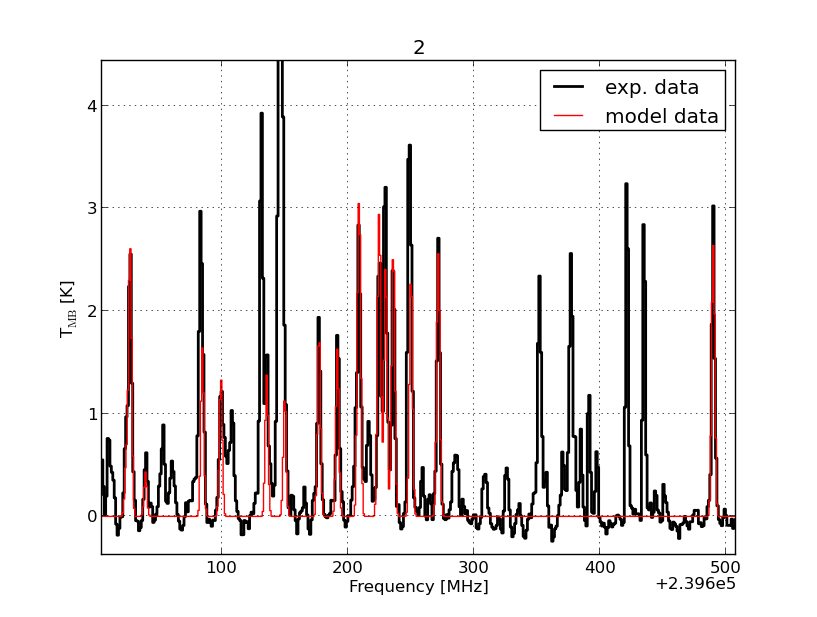 2
exp. data
model data
4
3
2
1
0
T_MB [K]
100
200
300
400
500
Frequency [MHz]
+2.396e5